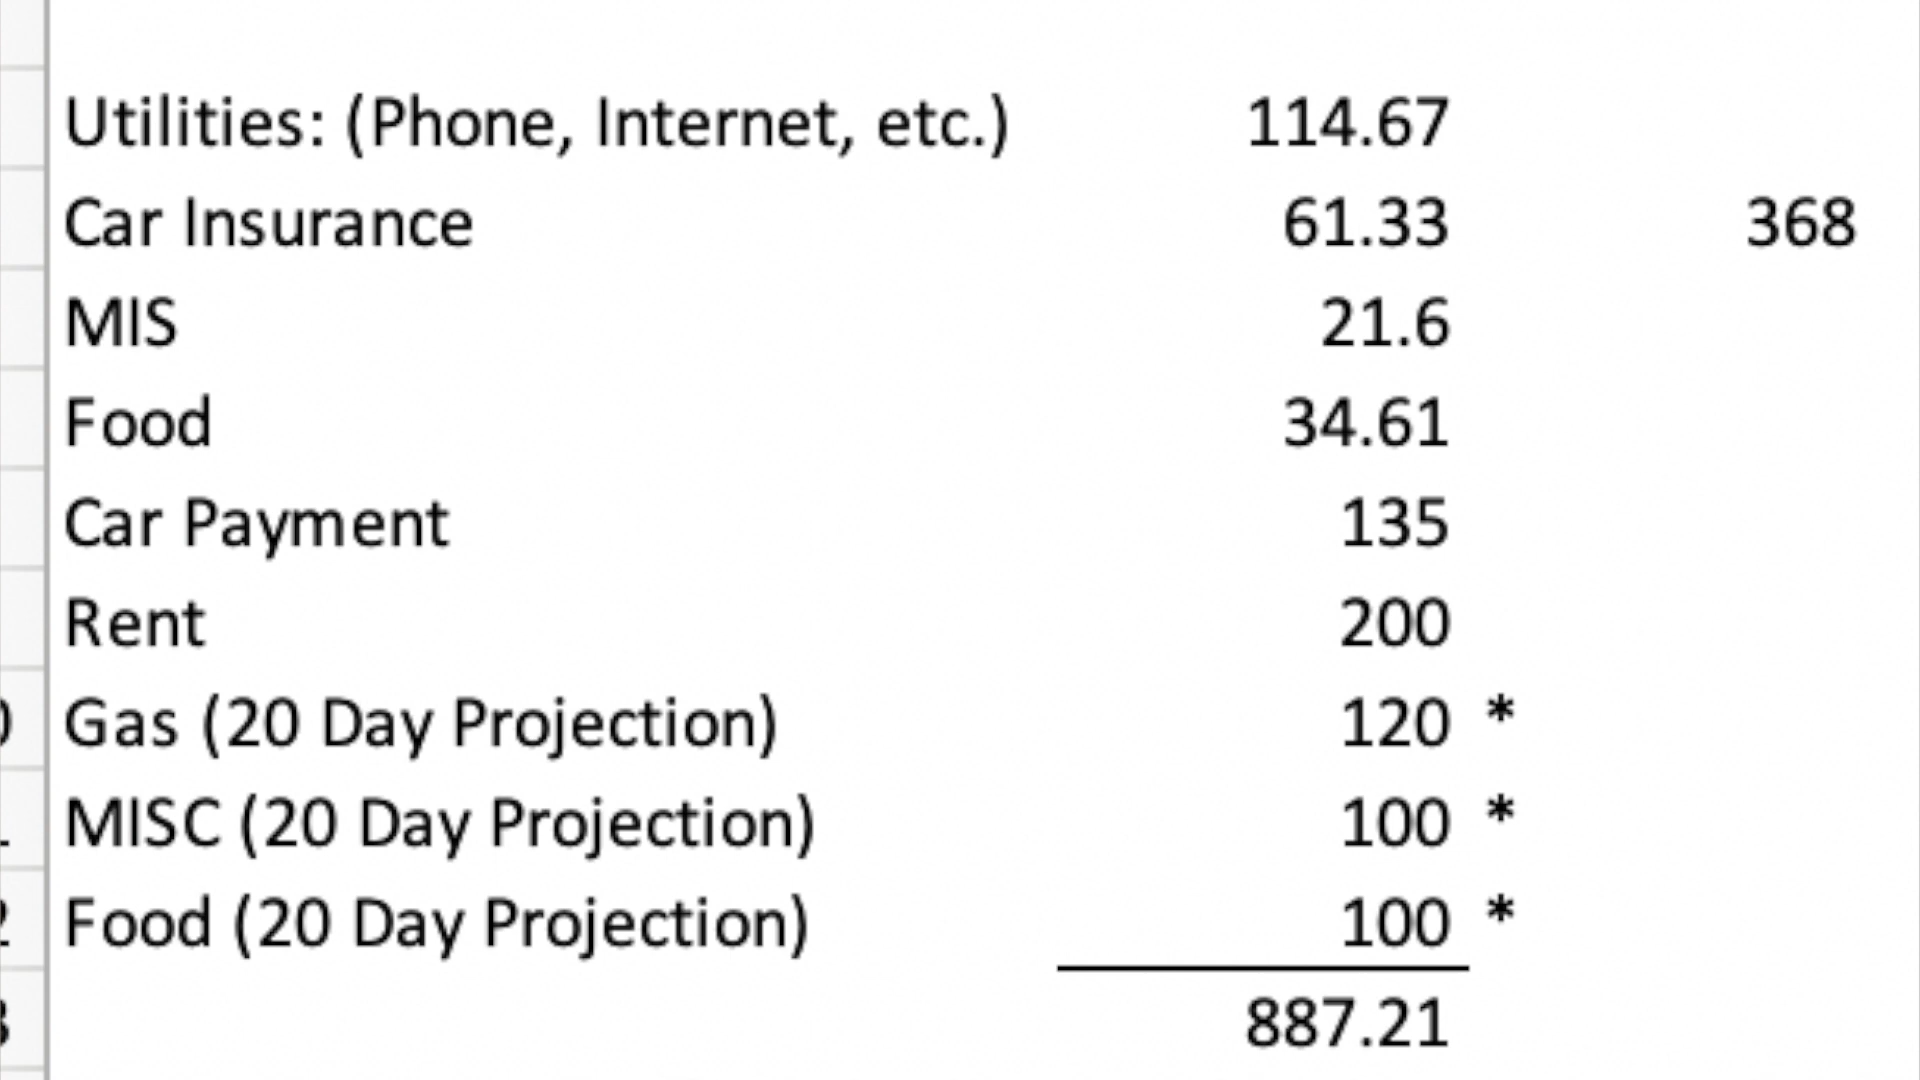 Utilities: (Phone, Internet, etc.) 114.67
Car Insurance 61.33 368
MIS 21.6
Food 34.61
Car Payment 135
Rent 200
Gas (20 Day Projection) 120 *
MISC (20 Day Projection) 100 *
Food (20 Day Projection) 100 *
887.21